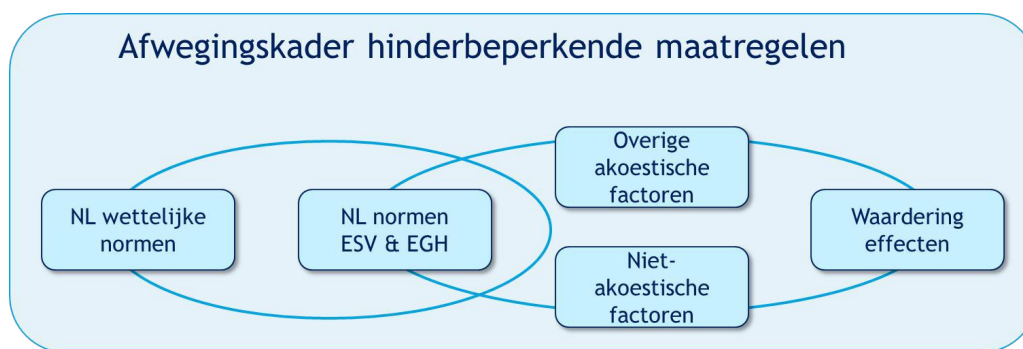 Afwegingskader hinderbeperkende maatregelen
Overige
akoestische
factoren
NL wettelijke
normen
NL normen
ESV & EGH
Waardering
effecten
Niet-
akoestische
factoren